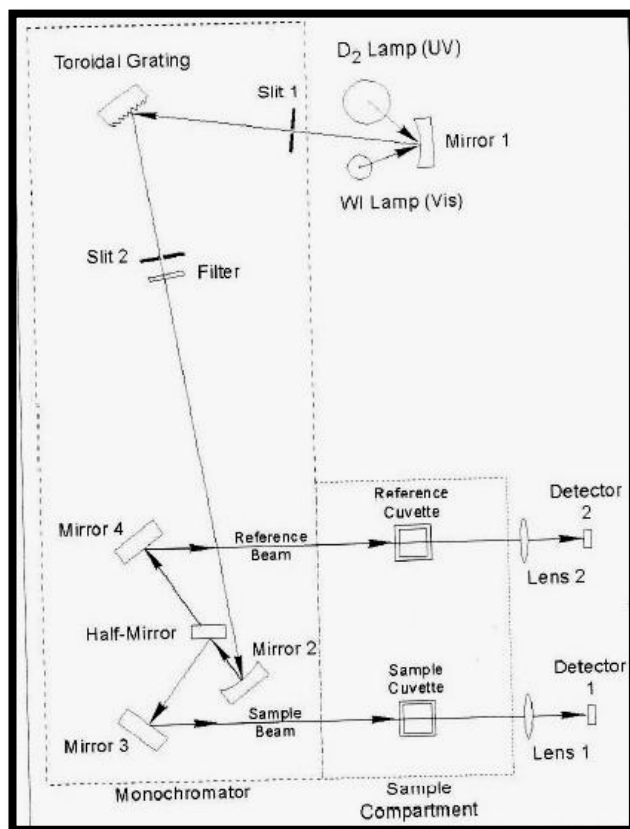 Toroidal Grating
D2 Lamp (UV)
Slit 1
Mirror 1
WI Lamp (Vis)
Slit 2
Filter
Reference
Cuvette
Detector
2
Mirror 4
Reference
Beam
Lens 2
Half-Mirror
Mirror 2
Sample
Cuvette
Detector
1
Mirror 3
Sample
Beam
Lens 1
Monochromator
Sample
Compartment